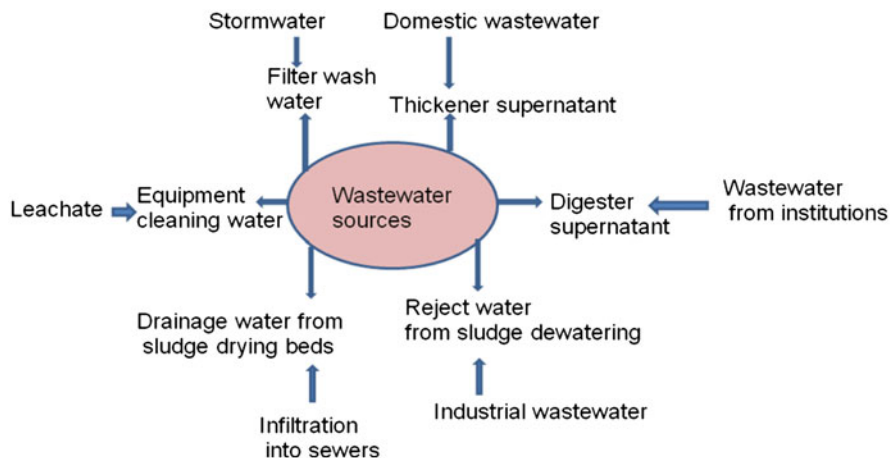 Stormwater
Domestic wastewater
Filter wash
water
Thickener supernatant
Leachate
Equipment
cleaning water
Wastewater
sources
Digester
supernatant
Wastewater
from institutions
Drainage water from
sludge drying beds
Reject water
from sludge dewatering
Infiltration
into sewers
Industrial wastewater